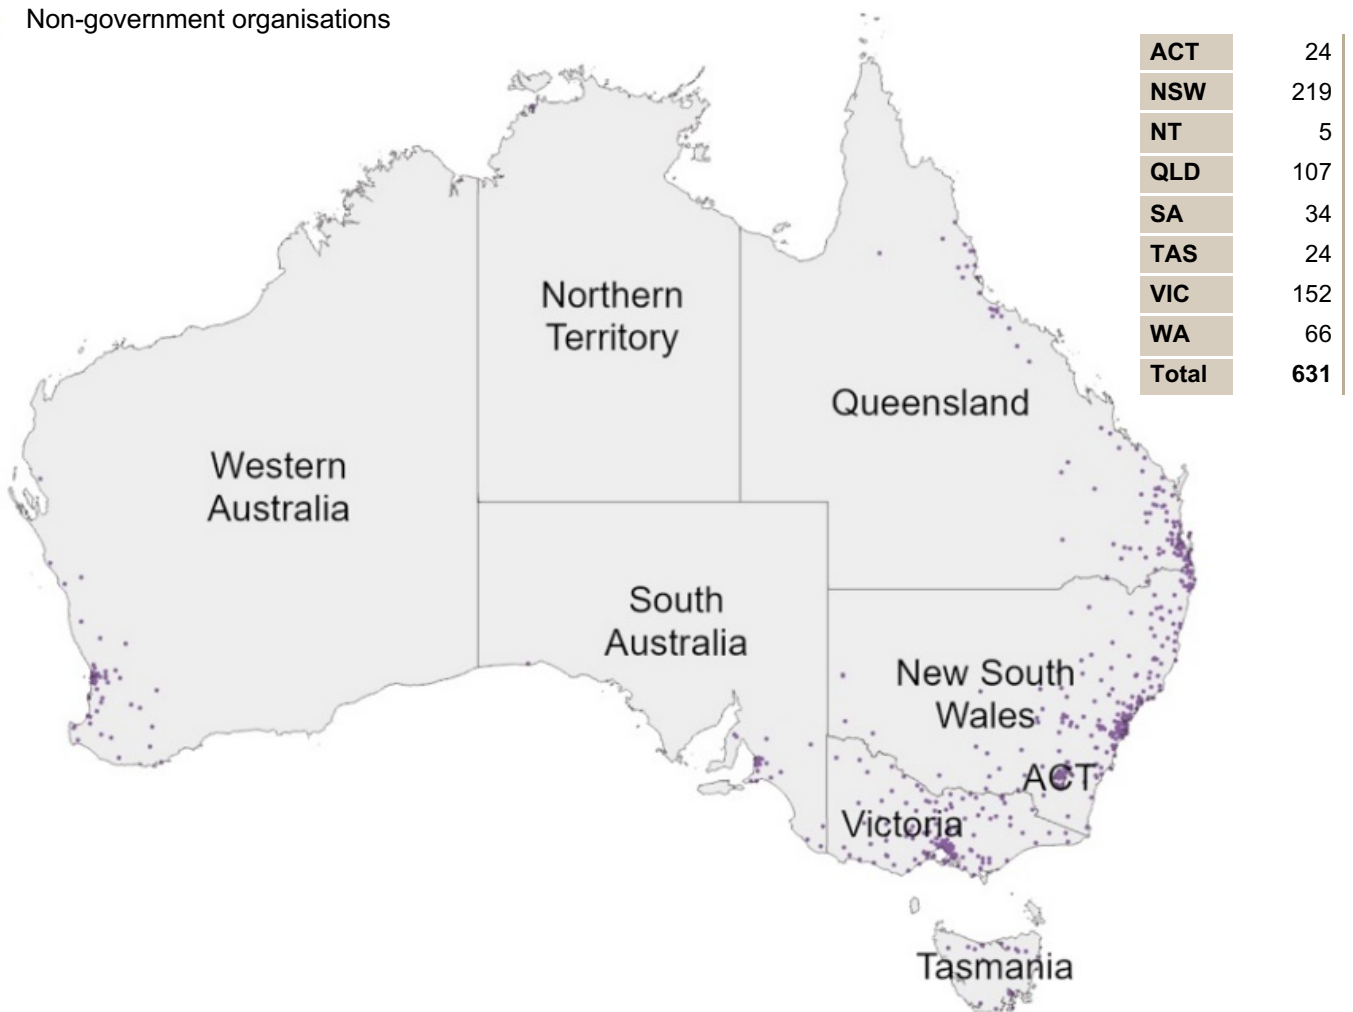 Non-government organisations
ACT 24
NSW 219
NT 5
QLD 107
SA 34
TAS 24
VIC 152
WA 66
Total 631
Northern
Territory
Queensland
Western
Australia
South
Australia
New South
Wales
ACT
Victoria
Tasmania